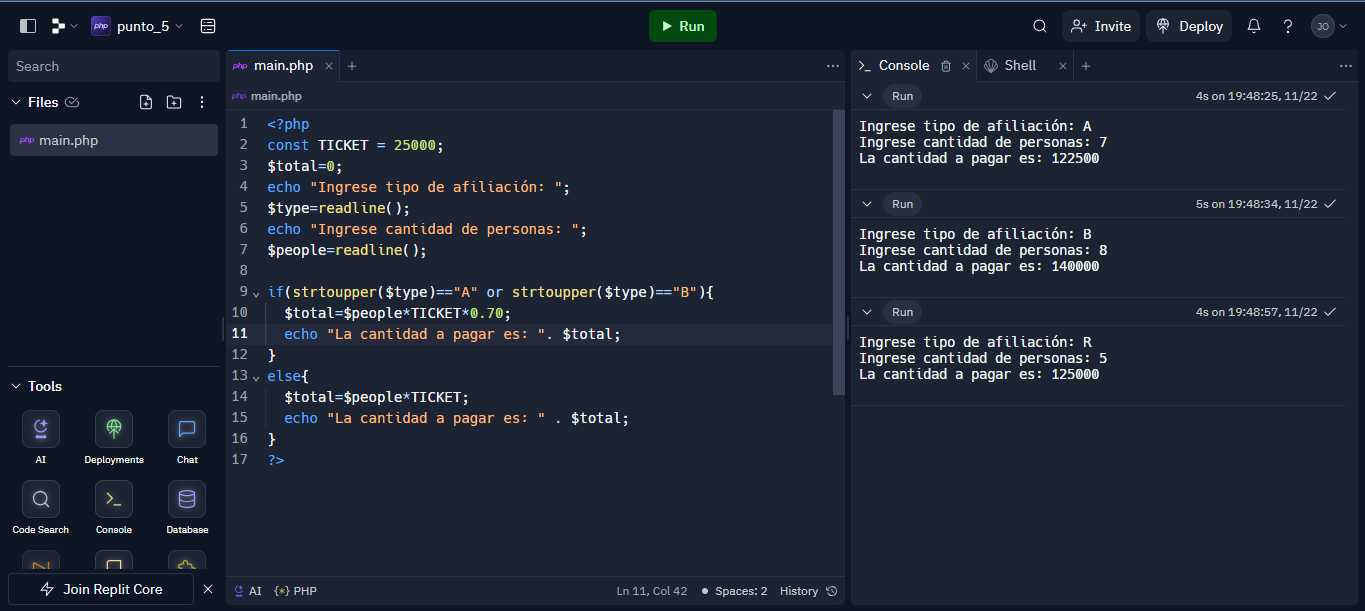 php punto_5
Run
Invite
Deploy
JO
Search
Files
php main.php
Tools
AI
Deployments
Chat
Code Search
Console
Database
Join Replit Core
php main.php
php main.php
1 <?php
2 const TICKET = 25000;
3 $total=0;
4 echo "Ingrese tipo de afiliación: ";
5 $type=readline();
6 echo "Ingrese cantidad de personas: ";
7 $people=readline();
8
9 if(strtoupper($type)=="A" or strtoupper($type)=="B"){
10 $total=$people*TICKET*0.70;
11 echo "La cantidad a pagar es: ". $total;
12 }
13 else{
14 $total=$people*TICKET;
15 echo "La cantidad a pagar es: " . $total;
16 }
17 ?>
AI {*} PHP
Ln 11, Col 42 Spaces: 2 History
Console
Shell
Run 4s on 19:48:25, 11/22
Ingrese tipo de afiliación: A
Ingrese cantidad de personas: 7
La cantidad a pagar es: 122500
Run 5s on 19:48:34, 11/22
Ingrese tipo de afiliación: B
Ingrese cantidad de personas: 8
La cantidad a pagar es: 140000
Run 4s on 19:48:57, 11/22
Ingrese tipo de afiliación: R
Ingrese cantidad de personas: 5
La cantidad a pagar es: 125000